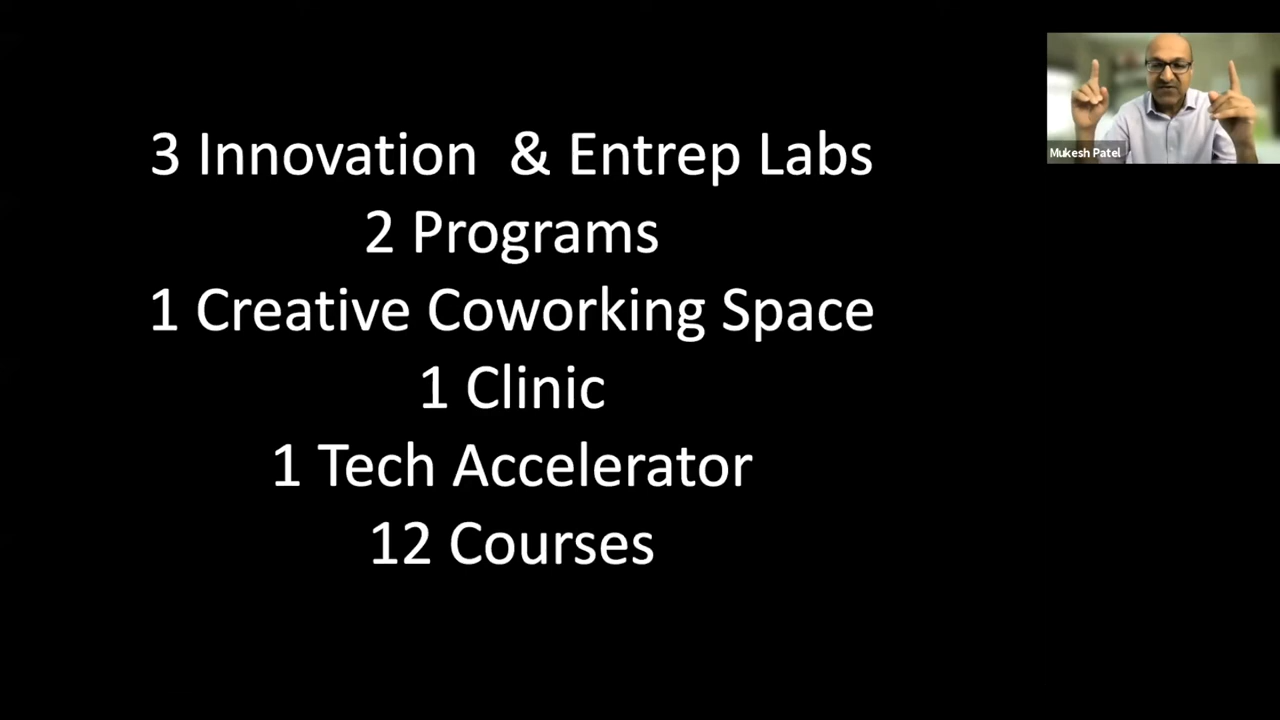 3 Innovation  & Entrep Labs
2 Programs
1 Creative Coworking Space
1 Clinic
1 Tech Accelerator
12 Courses
Mukesh Patel